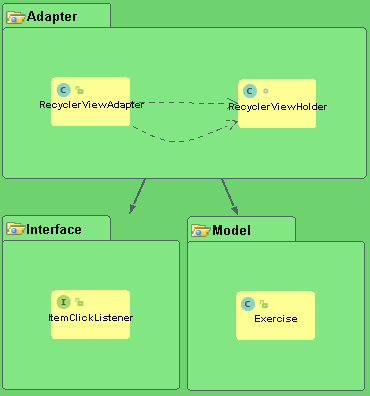 Adapter
C
RecyclerViewAdapter
C
RecyclerViewHolder
Interface
I
ItemClickListener
Model
C
Exercise